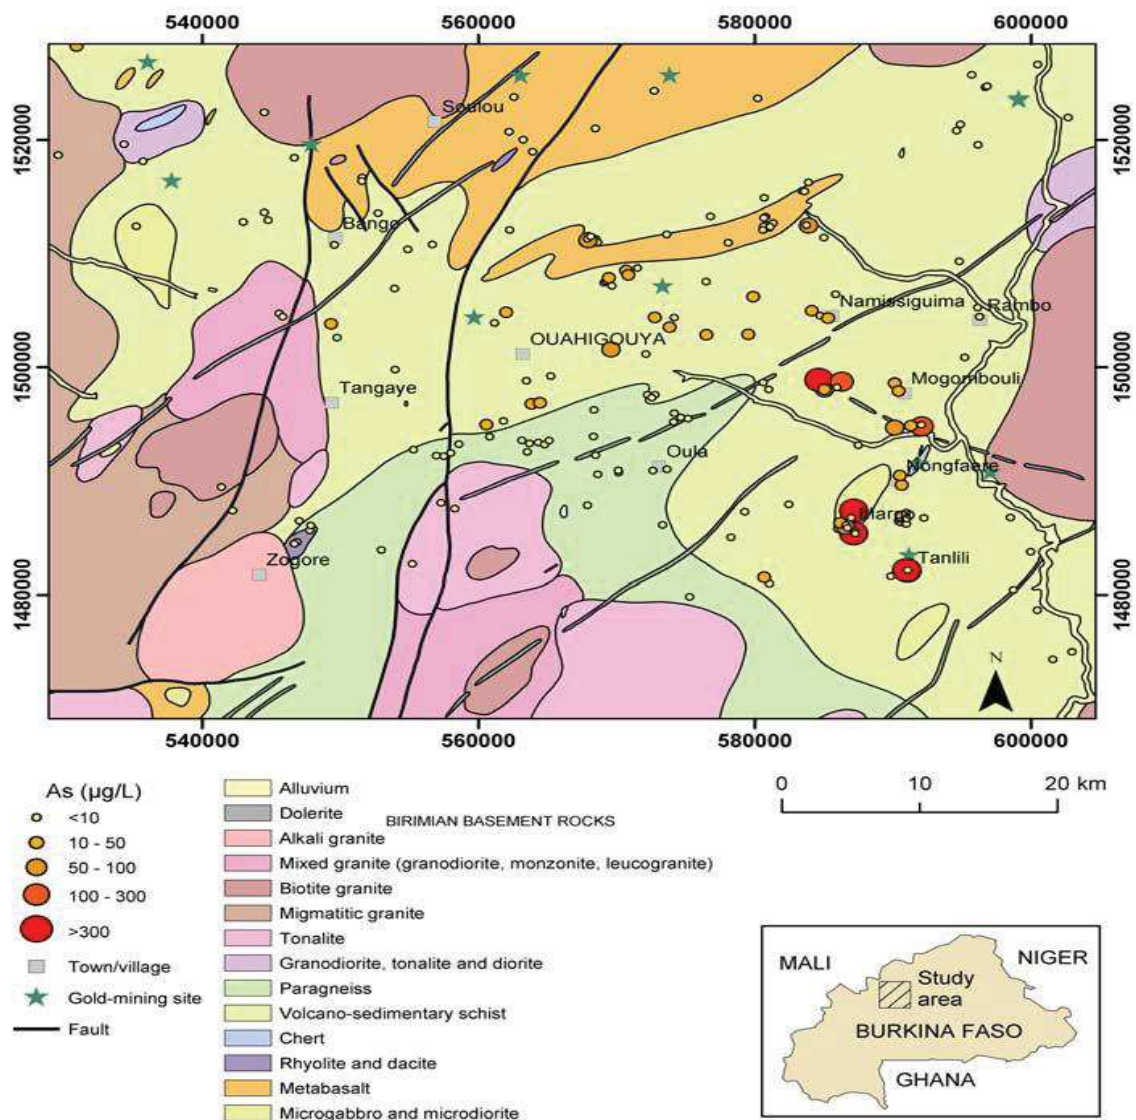 540000 560000 580000 600000
1520000 1520000
Soulou
Bango
Namissiguima
Rambo
OUAHIGOUYA
1500000 1500000
Tangaye
Mogombouli
Oula
Nongfaere
Margo
Zogore
Tanlili
1480000 1480000
N
540000 560000 580000 600000
As (µg/L)
<10
10 - 50
50 - 100
100 - 300
>300
Town/village
Gold-mining site
Fault
Alluvium
Dolerite
BIRIMIAN BASEMENT ROCKS
Alkali granite
Mixed granite (granodiorite, monzonite, leucogranite)
Biotite granite
Migmatitic granite
Tonalite
Granodiorite, tonalite and diorite
Paragneiss
Volcano-sedimentary schist
Chert
Rhyolite and dacite
Metabasalt
Microgabbro and microdiorite
0 10 20 km
MALI
NIGER
Study
area
BURKINA FASO
GHANA